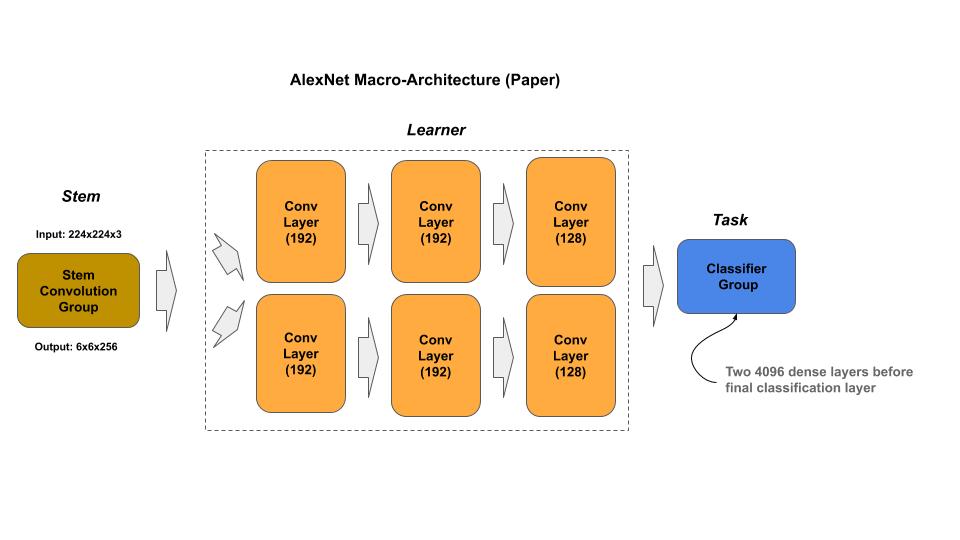 AlexNet Macro-Architecture (Paper)
Learner
Stem
Input: 224x224x3
Stem
Convolution
Group
Output: 6x6x256
Conv
Layer
(192)
Conv
Layer
(192)
Conv
Layer
(128)
Conv
Layer
(192)
Conv
Layer
(192)
Conv
Layer
(128)
Task
Classifier
Group
Two 4096 dense layers before
final classification layer